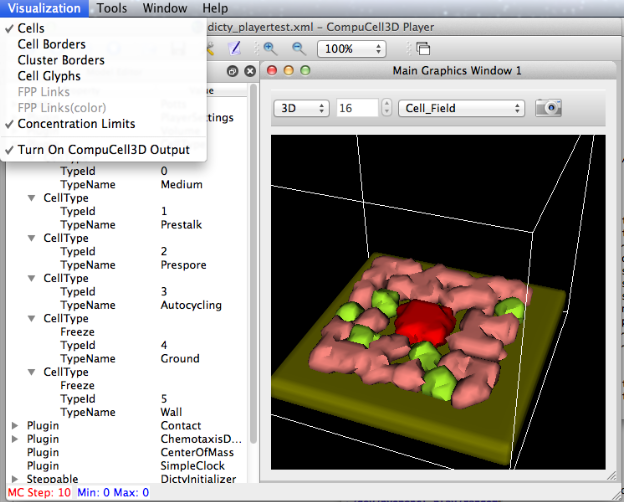 Visualization Tools Window Help
dicty_playertest.xml - CompuCell3D Player
Cells
Cell Borders
Cluster Borders
Cell Glyphs
FPP Links
FPP Links(color)
Concentration Limits
Turn On CompuCell3D Output
100%
Main Graphics Window 1
3D 16 Cell_Field
TypeId 0
TypeName Medium
CellType
TypeId 1
TypeName Prestalk
CellType
TypeId 2
TypeName Prespore
CellType
TypeId 3
TypeName Autocycling
CellType
Freeze
TypeId 4
TypeName Ground
CellType
Freeze
TypeId 5
TypeName Wall
Plugin Contact
Plugin ChemotaxisD...
Plugin CenterOfMass
Plugin SimpleClock
Steppable DictyInitializer
MC Step: 10 Min: 0 Max: 0